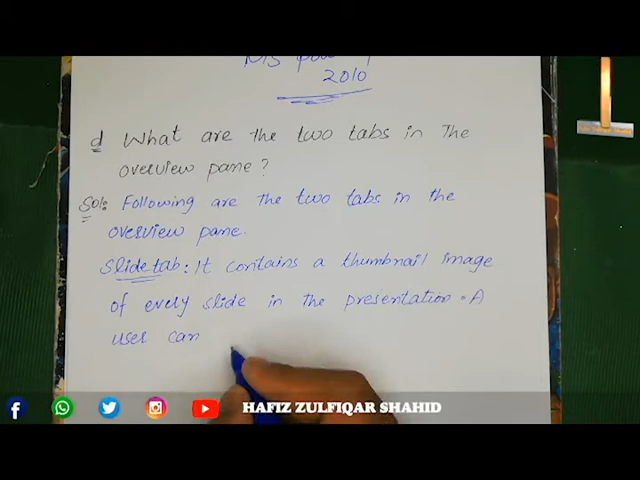 2010
d What are the two tabs in The
overview pane?
Sol: Following are the two tabs in the
overview pane.
Slide tab: It contains a thumbnail image
of every slide in the presentation. A
user can
HAFIZ ZULFIQAR SHAHID